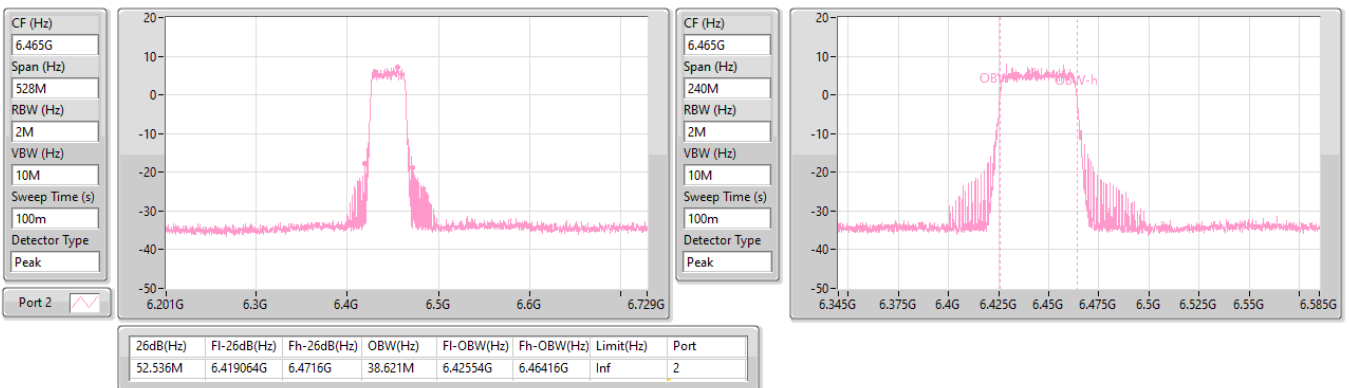 CF (Hz)
6.465G
Span (Hz)
528M
RBW (Hz)
2M
VBW (Hz)
10M
Sweep Time (s)
100m
Detector Type
Peak
Port 2
20
10
0
-10
-20
-30
-40
-50
6.201G 6.3G 6.4G 6.5G 6.6G 6.729G
CF (Hz)
6.465G
Span (Hz)
240M
RBW (Hz)
2M
VBW (Hz)
10M
Sweep Time (s)
100m
Detector Type
Peak
20
10
0
-10
-20
-30
-40
-50
OBW-h
6.345G 6.375G 6.4G 6.425G 6.45G 6.475G 6.5G 6.525G 6.55G 6.585G
26dB(Hz) Fl-26dB(Hz) Fh-26dB(Hz) OBW(Hz) Fl-OBW(Hz) Fh-OBW(Hz) Limit(Hz) Port
52.536M 6.419064G 6.4716G 38.621M 6.42554G 6.46416G Inf 2